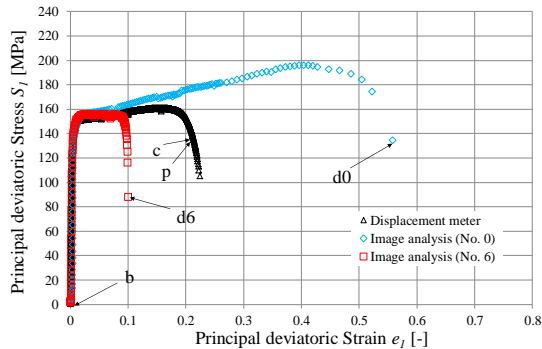 Principal deviatoric Stress S1 [MPa]
240
220
200
180
160
140
120
100
80
60
40
20
0
c
p
d0
d6
b
Displacement meter
Image analysis (No. 0)
Image analysis (No. 6)
0 0.1 0.2 0.3 0.4 0.5 0.6 0.7 0.8
Principal deviatoric Strain e1 [-]